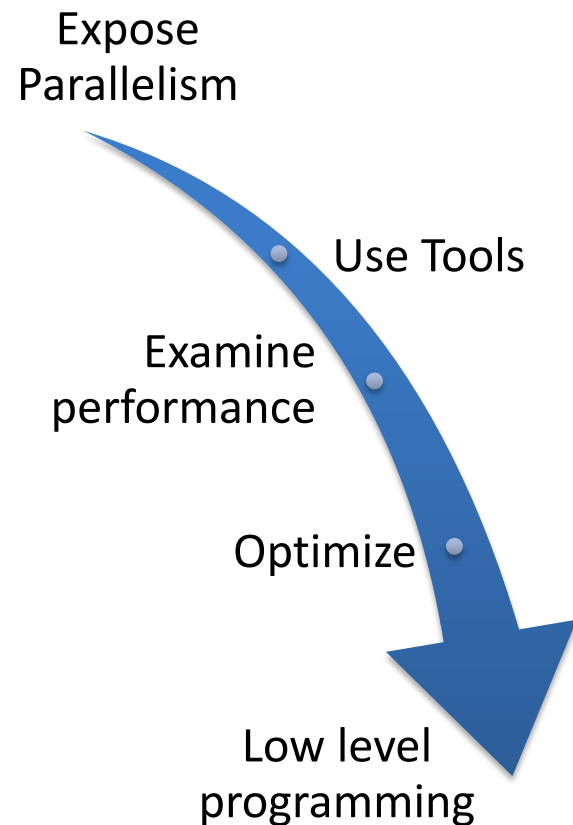 Expose
Parallelism
Use Tools
Examine
performance
Optimize
Low level
programming